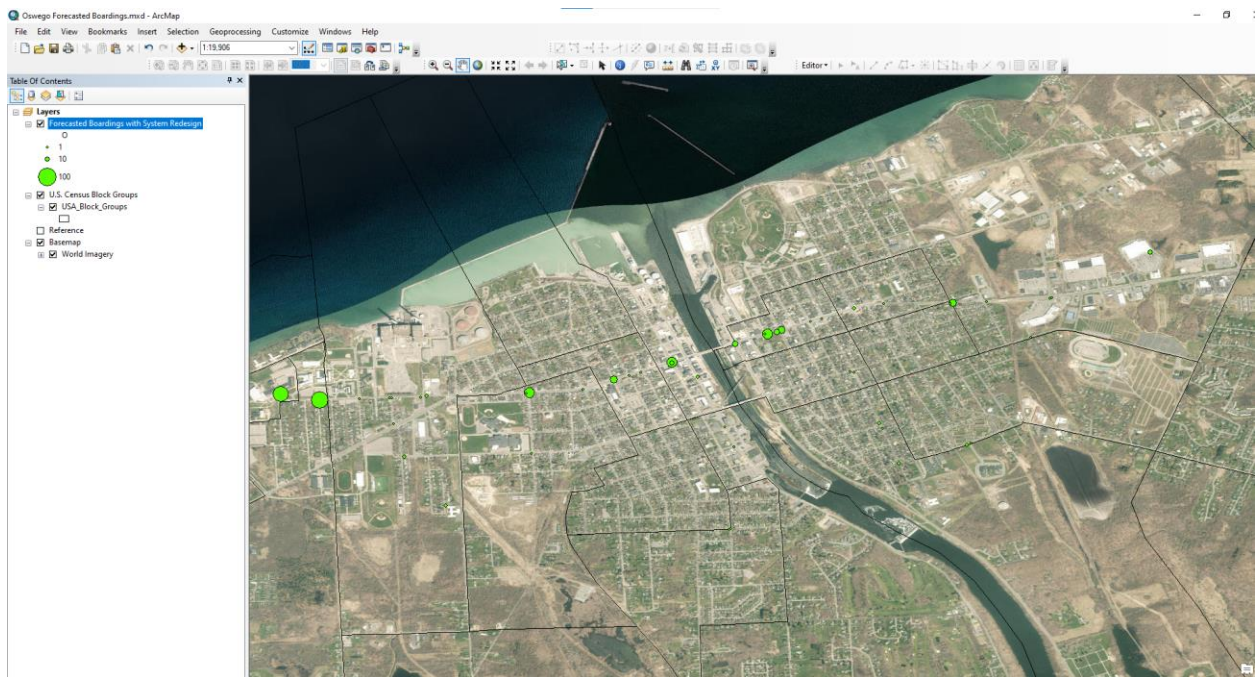 Oswego Forecasted Boardings.mxd - ArcMap
File Edit View Bookmarks Insert Selection Geoprocessing Customize Windows Help
1:19,906
Editor
Table Of Contents
Layers
Forecasted Boardings with System Redesign
1
10
100
U.S. Census Block Groups
USA_Block_Groups
Reference
Basemap
World Imagery